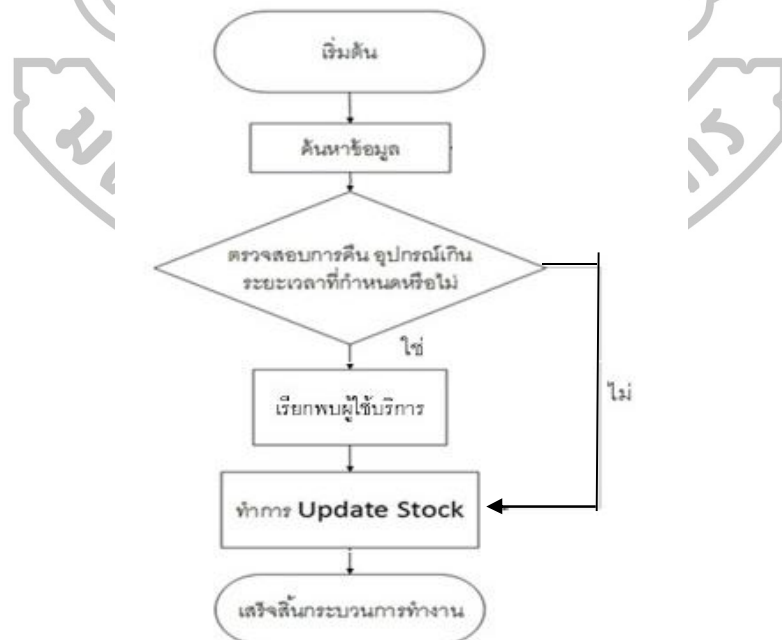 เริ่มต้น
ค้นหาข้อมูล
ตรวจสอบการคืน อุปกรณ์เกิน
ระยะเวลาที่กำหนดหรือไม่
ใช่
เรียกพบผู้ใช้บริการ
ไม่
ทำการ Update Stock
เสร็จสิ้นกระบวนการทำงาน